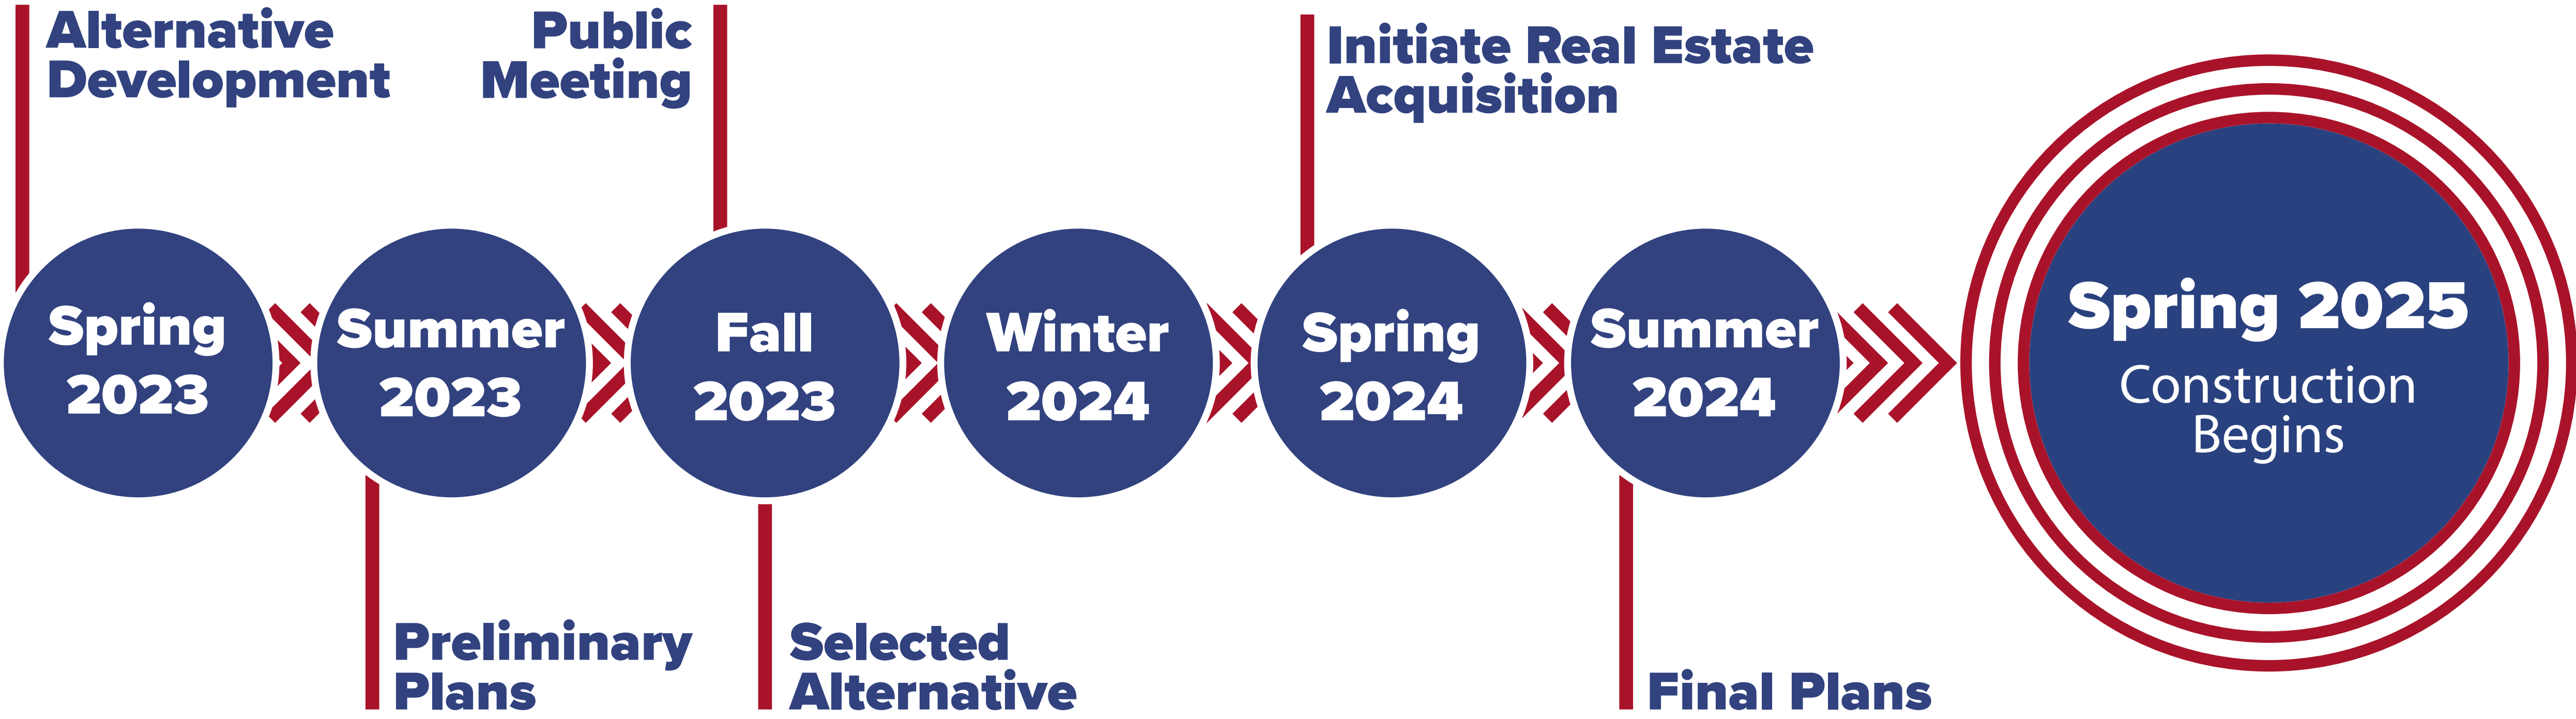 Alternative
Development
Public
Meeting
Initiate Real Estate
Acquisition
Spring
2023
Summer
2023
Fall
2023
Winter
2024
Spring
2024
Summer
2024
Spring 2025
Construction
Begins
Preliminary
Plans
Selected
Alternative
Final Plans